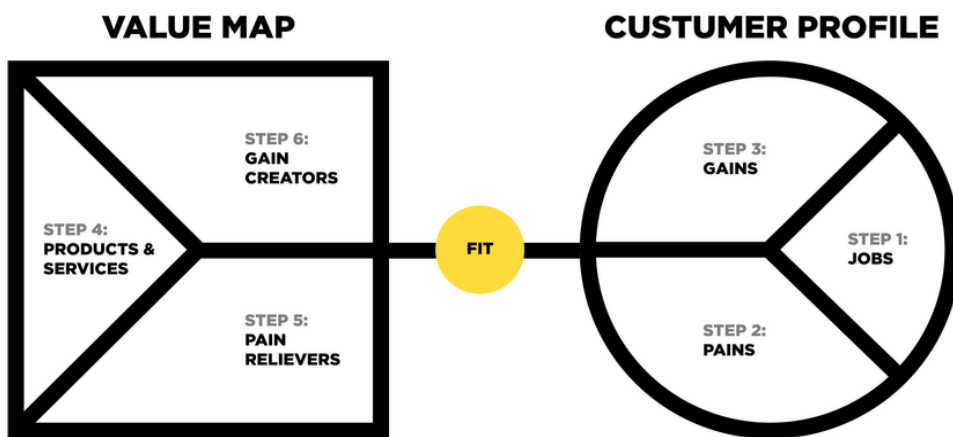 VALUE MAP
CUSTUMER PROFILE
STEP 6:
GAIN
CREATORS
STEP 4:
PRODUCTS &
SERVICES
STEP 5:
PAIN
RELIEVERS
FIT
STEP 3:
GAINS
STEP 1:
JOBS
STEP 2:
PAINS